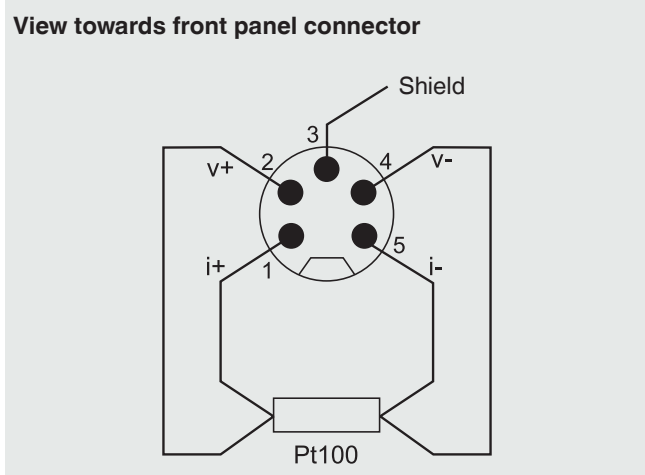 View towards front panel connector
Shield
3
v+ 2 4 v-
i+ 1 5 i-
Pt100